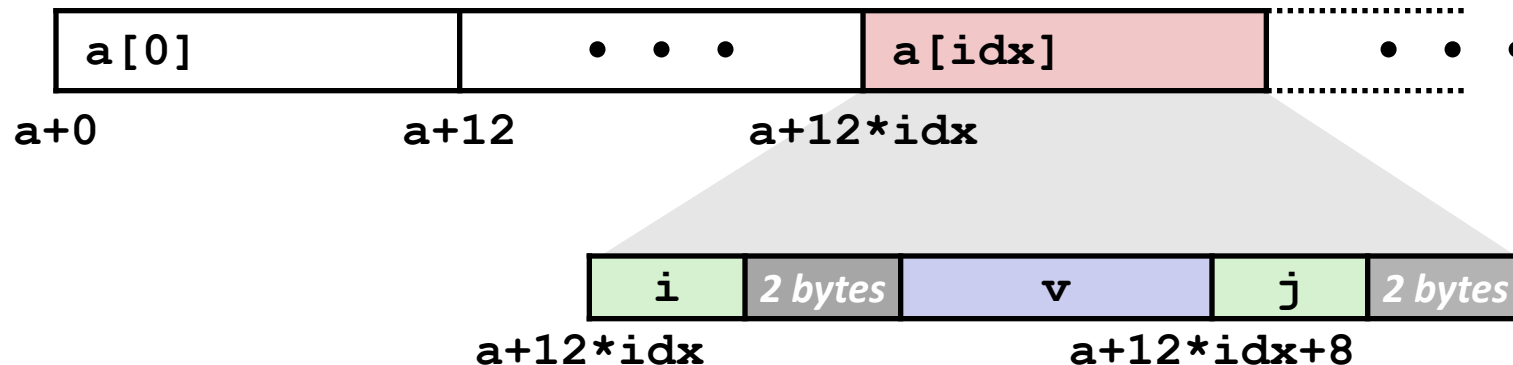 a[0] • • • a[idx] • • •
a+0 a+12 a+12*idx
i 2 bytes v j 2 bytes
a+12*idx a+12*idx+8